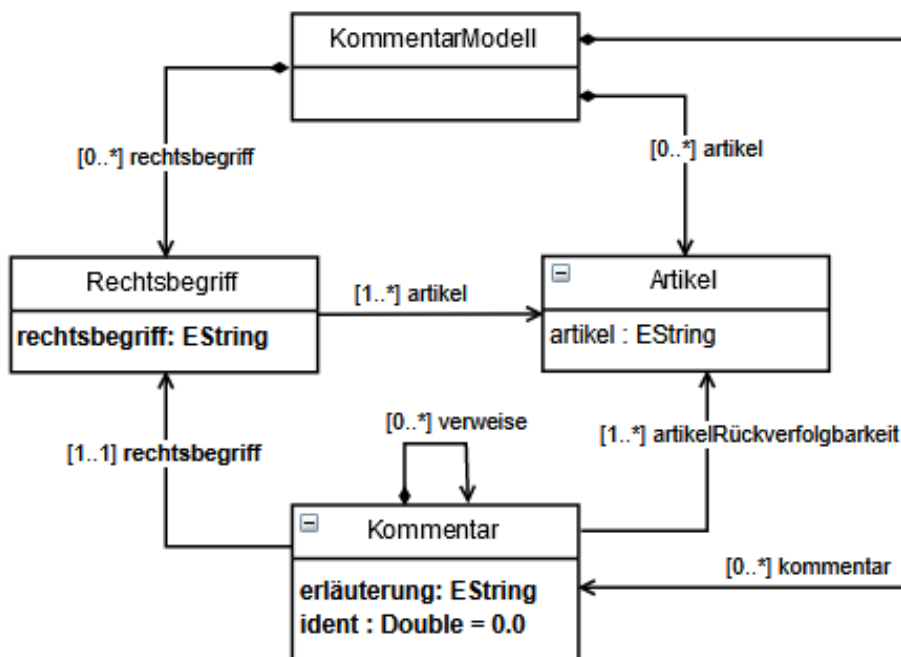 KommentarModell
[0..*] rechtsbegriff
[0..*] artikel
Rechtsbegriff
rechtsbegriff: EString
[1..*] artikel
Artikel
artikel : EString
[1..1] rechtsbegriff
[0..*] verweise
[1..*] artikelRückverfolgbarkeit
Kommentar
erläuterung: EString
ident : Double = 0.0
[0..*] kommentar